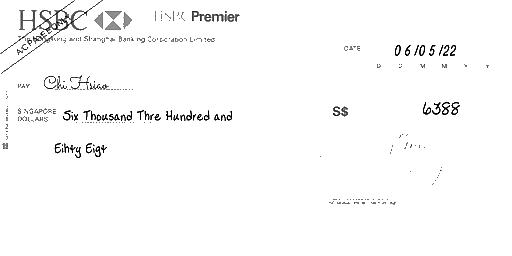 HSBC HSBC Premier
The Hongkong and Shanghai Banking Corporation Limited
AC PAYEE ONLY
DATE 06/05/22
D D M M Y Y
PAY Chi Hsiao
SINGAPORE
DOLLARS Six Thousand Thre Hundred and
S$ 6388
Eihty Eigt